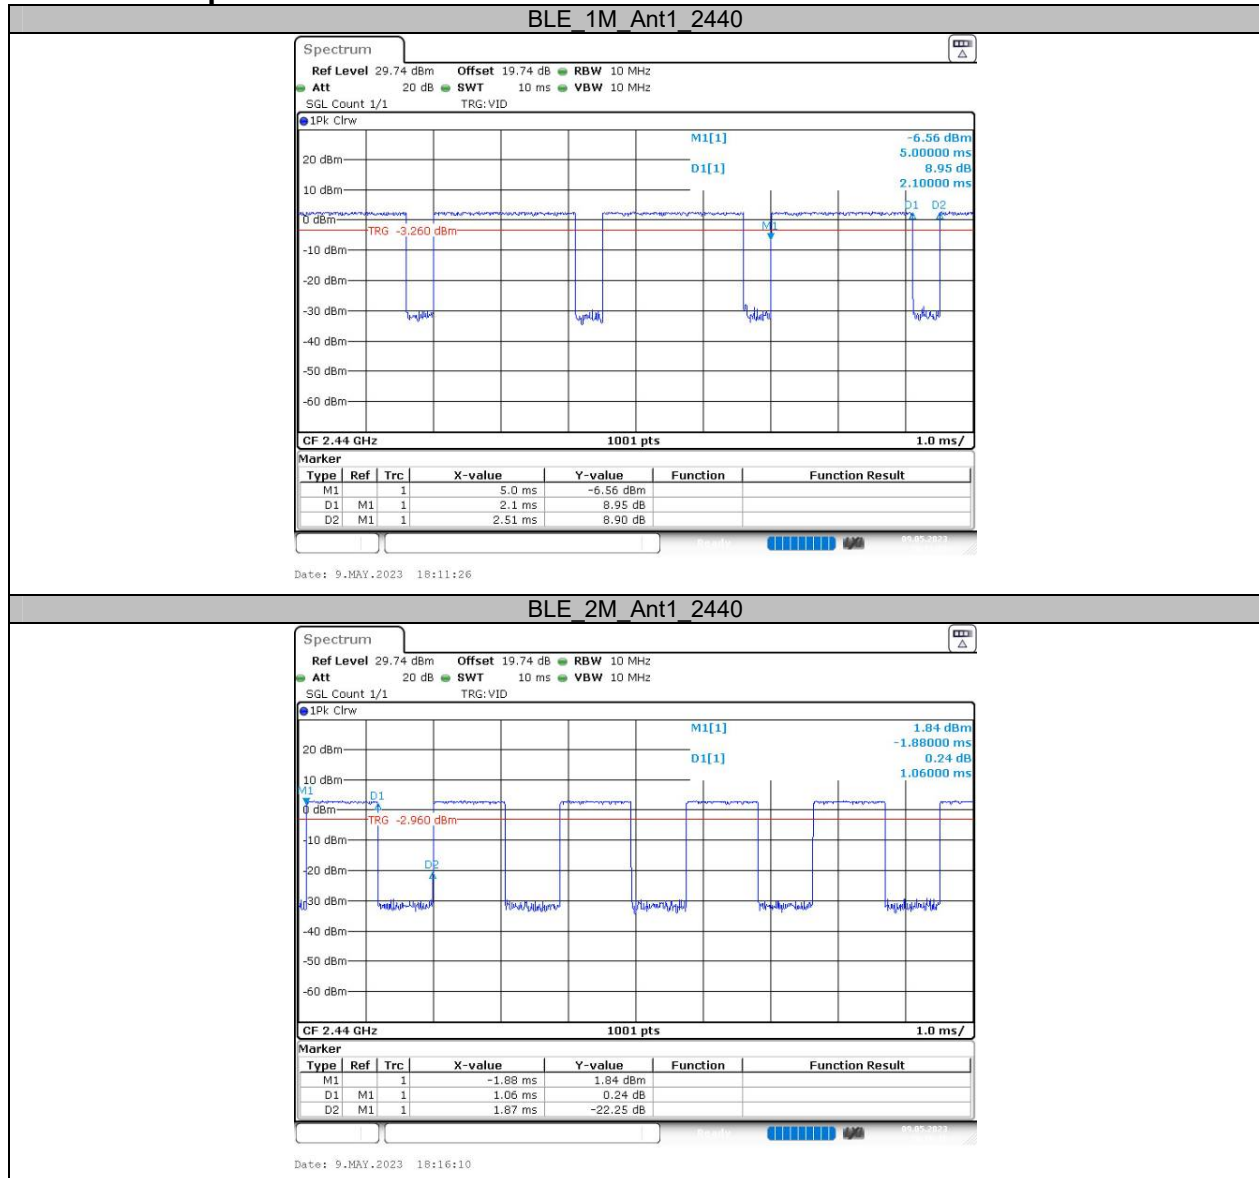 BLE_1M_Ant1_2440
Spectrum
Ref Level 29.74 dBm Offset 19.74 dB RBW 10 MHz
Att 20 dB SWT 10 ms VBW 10 MHz
SGL Count 1/1 TRG:VID
1Pk Clrw
M1[1] -6.56 dBm
5.00000 ms
20 dBm
D1[1] 8.95 dB
2.10000 ms
10 dBm
D1 D2
0 dBm
M1
TRG -3.260 dBm
-10 dBm
-20 dBm
-30 dBm
-40 dBm
-50 dBm
-60 dBm
CF 2.44 GHz 1001 pts 1.0 ms/
Marker
Type Ref Trc X-value Y-value Function Function Result
M1 1 5.0 ms -6.56 dBm
D1 M1 1 2.1 ms 8.95 dB
D2 M1 1 2.51 ms 8.90 dB
Ready 09.05.2023
Date: 9.MAY.2023 18:11:26
BLE_2M_Ant1_2440
Spectrum
Ref Level 29.74 dBm Offset 19.74 dB RBW 10 MHz
Att 20 dB SWT 10 ms VBW 10 MHz
SGL Count 1/1 TRG:VID
1Pk Clrw
M1[1] 1.84 dBm
-1.88000 ms
20 dBm
D1[1] 0.24 dB
1.06000 ms
10 dBm
M1 D1
0 dBm
TRG -2.960 dBm
-10 dBm
D2
-20 dBm
-30 dBm
-40 dBm
-50 dBm
-60 dBm
CF 2.44 GHz 1001 pts 1.0 ms/
Marker
Type Ref Trc X-value Y-value Function Function Result
M1 1 -1.88 ms 1.84 dBm
D1 M1 1 1.06 ms 0.24 dB
D2 M1 1 1.87 ms -22.25 dB
Ready 09.05.2023
Date: 9.MAY.2023 18:16:10